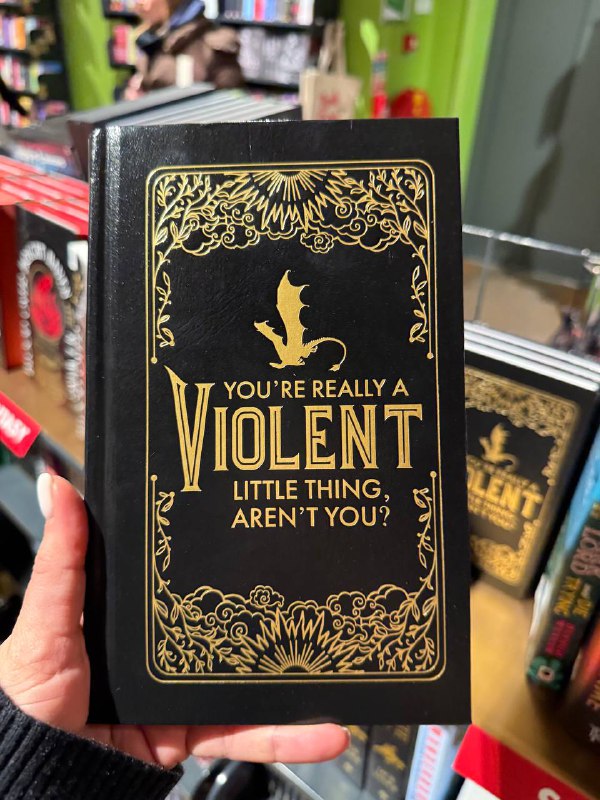 YOU'RE REALLY A
VIOLENT
LITTLE THING,
AREN'T YOU?